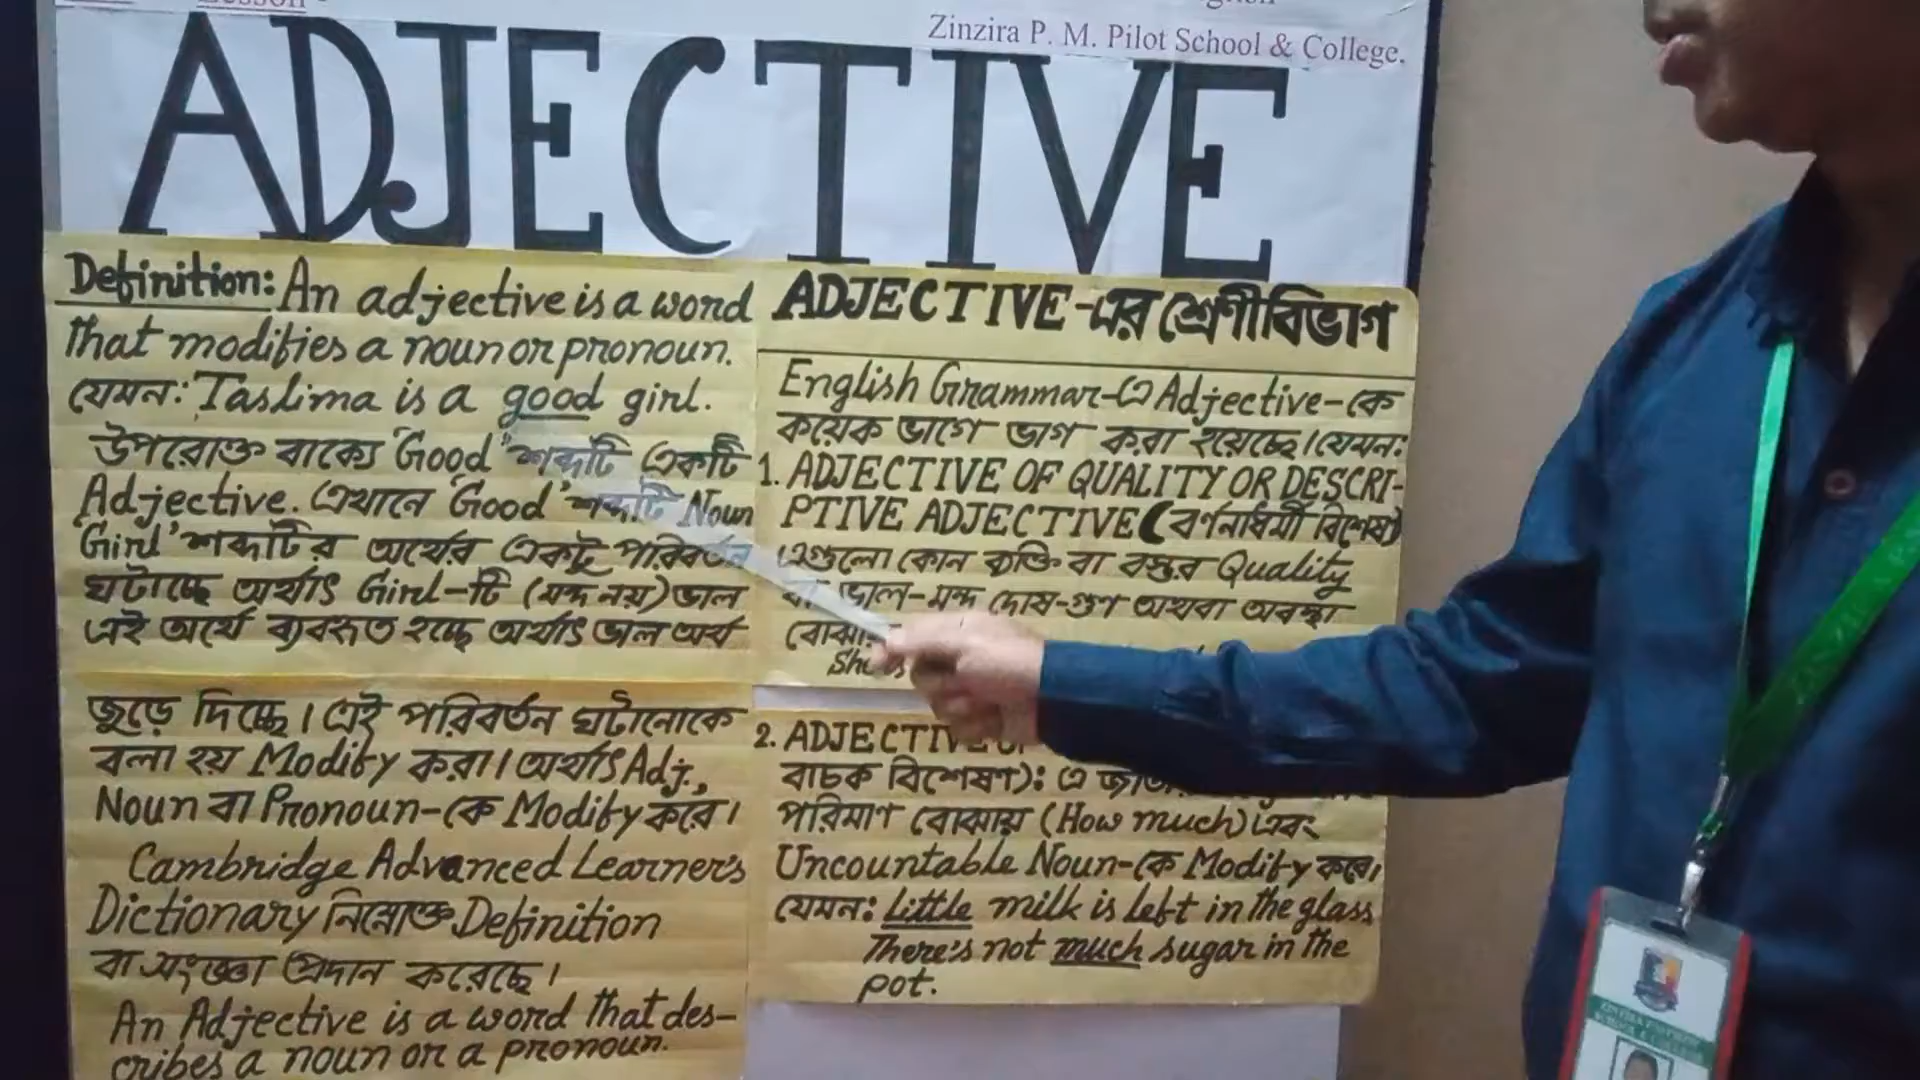 Lesson
Zinzira P. M. Pilot School & College.
ADJECTIVE
Definition: An adjective is a word
that modifies a noun or pronoun.
যেমন: Taslima is a good girl.
উপরোক্ত বাক্যে "Good" শব্দটি একটি
Adjective. এখানে "Good" শব্দটি Noun
Girl" শব্দটির অর্থের একটু পরিবর্তন
ঘটাচ্ছে অর্থাৎ Girl-টি (মন্দ নয়) ভাল
এই অর্থে ব্যবহৃত হচ্ছে অর্থাৎ ভাল অর্থ
জুড়ে দিচ্ছে। এই পরিবর্তন ঘটানোকে
বলা হয় Modify করা। অর্থাৎ Adj.,
Noun বা Pronoun-কে Modify করে।
Cambridge Advanced Learner's
Dictionary নিম্নোক্ত Definition
বা সংজ্ঞা প্রদান করেছে।
An Adjective is a word that des-
cribes a noun or a pronoun.
ADJECTIVE-এর শ্রেণীবিভাগ
English Grammar-এ Adjective-কে
কয়েক ভাগে ভাগ করা হয়েছে। যেমন:
1. ADJECTIVE OF QUALITY OR DESCRI-
PTIVE ADJECTIVE (বর্ণনাধর্মী বিশেষ)
এগুলো কোন ব্যক্তি বা বস্তুর Quality
বা ভাল-মন্দ দোষ-গুণ অথবা অবস্থা
2. ADJECTIVE
বাচক বিশেষণ): এ
পরিমাণ বোঝায় (How much) এবং
Uncountable Noun-কে Modify করে,
যেমন: Little milk is left in the glass
There's not much sugar in the
pot.